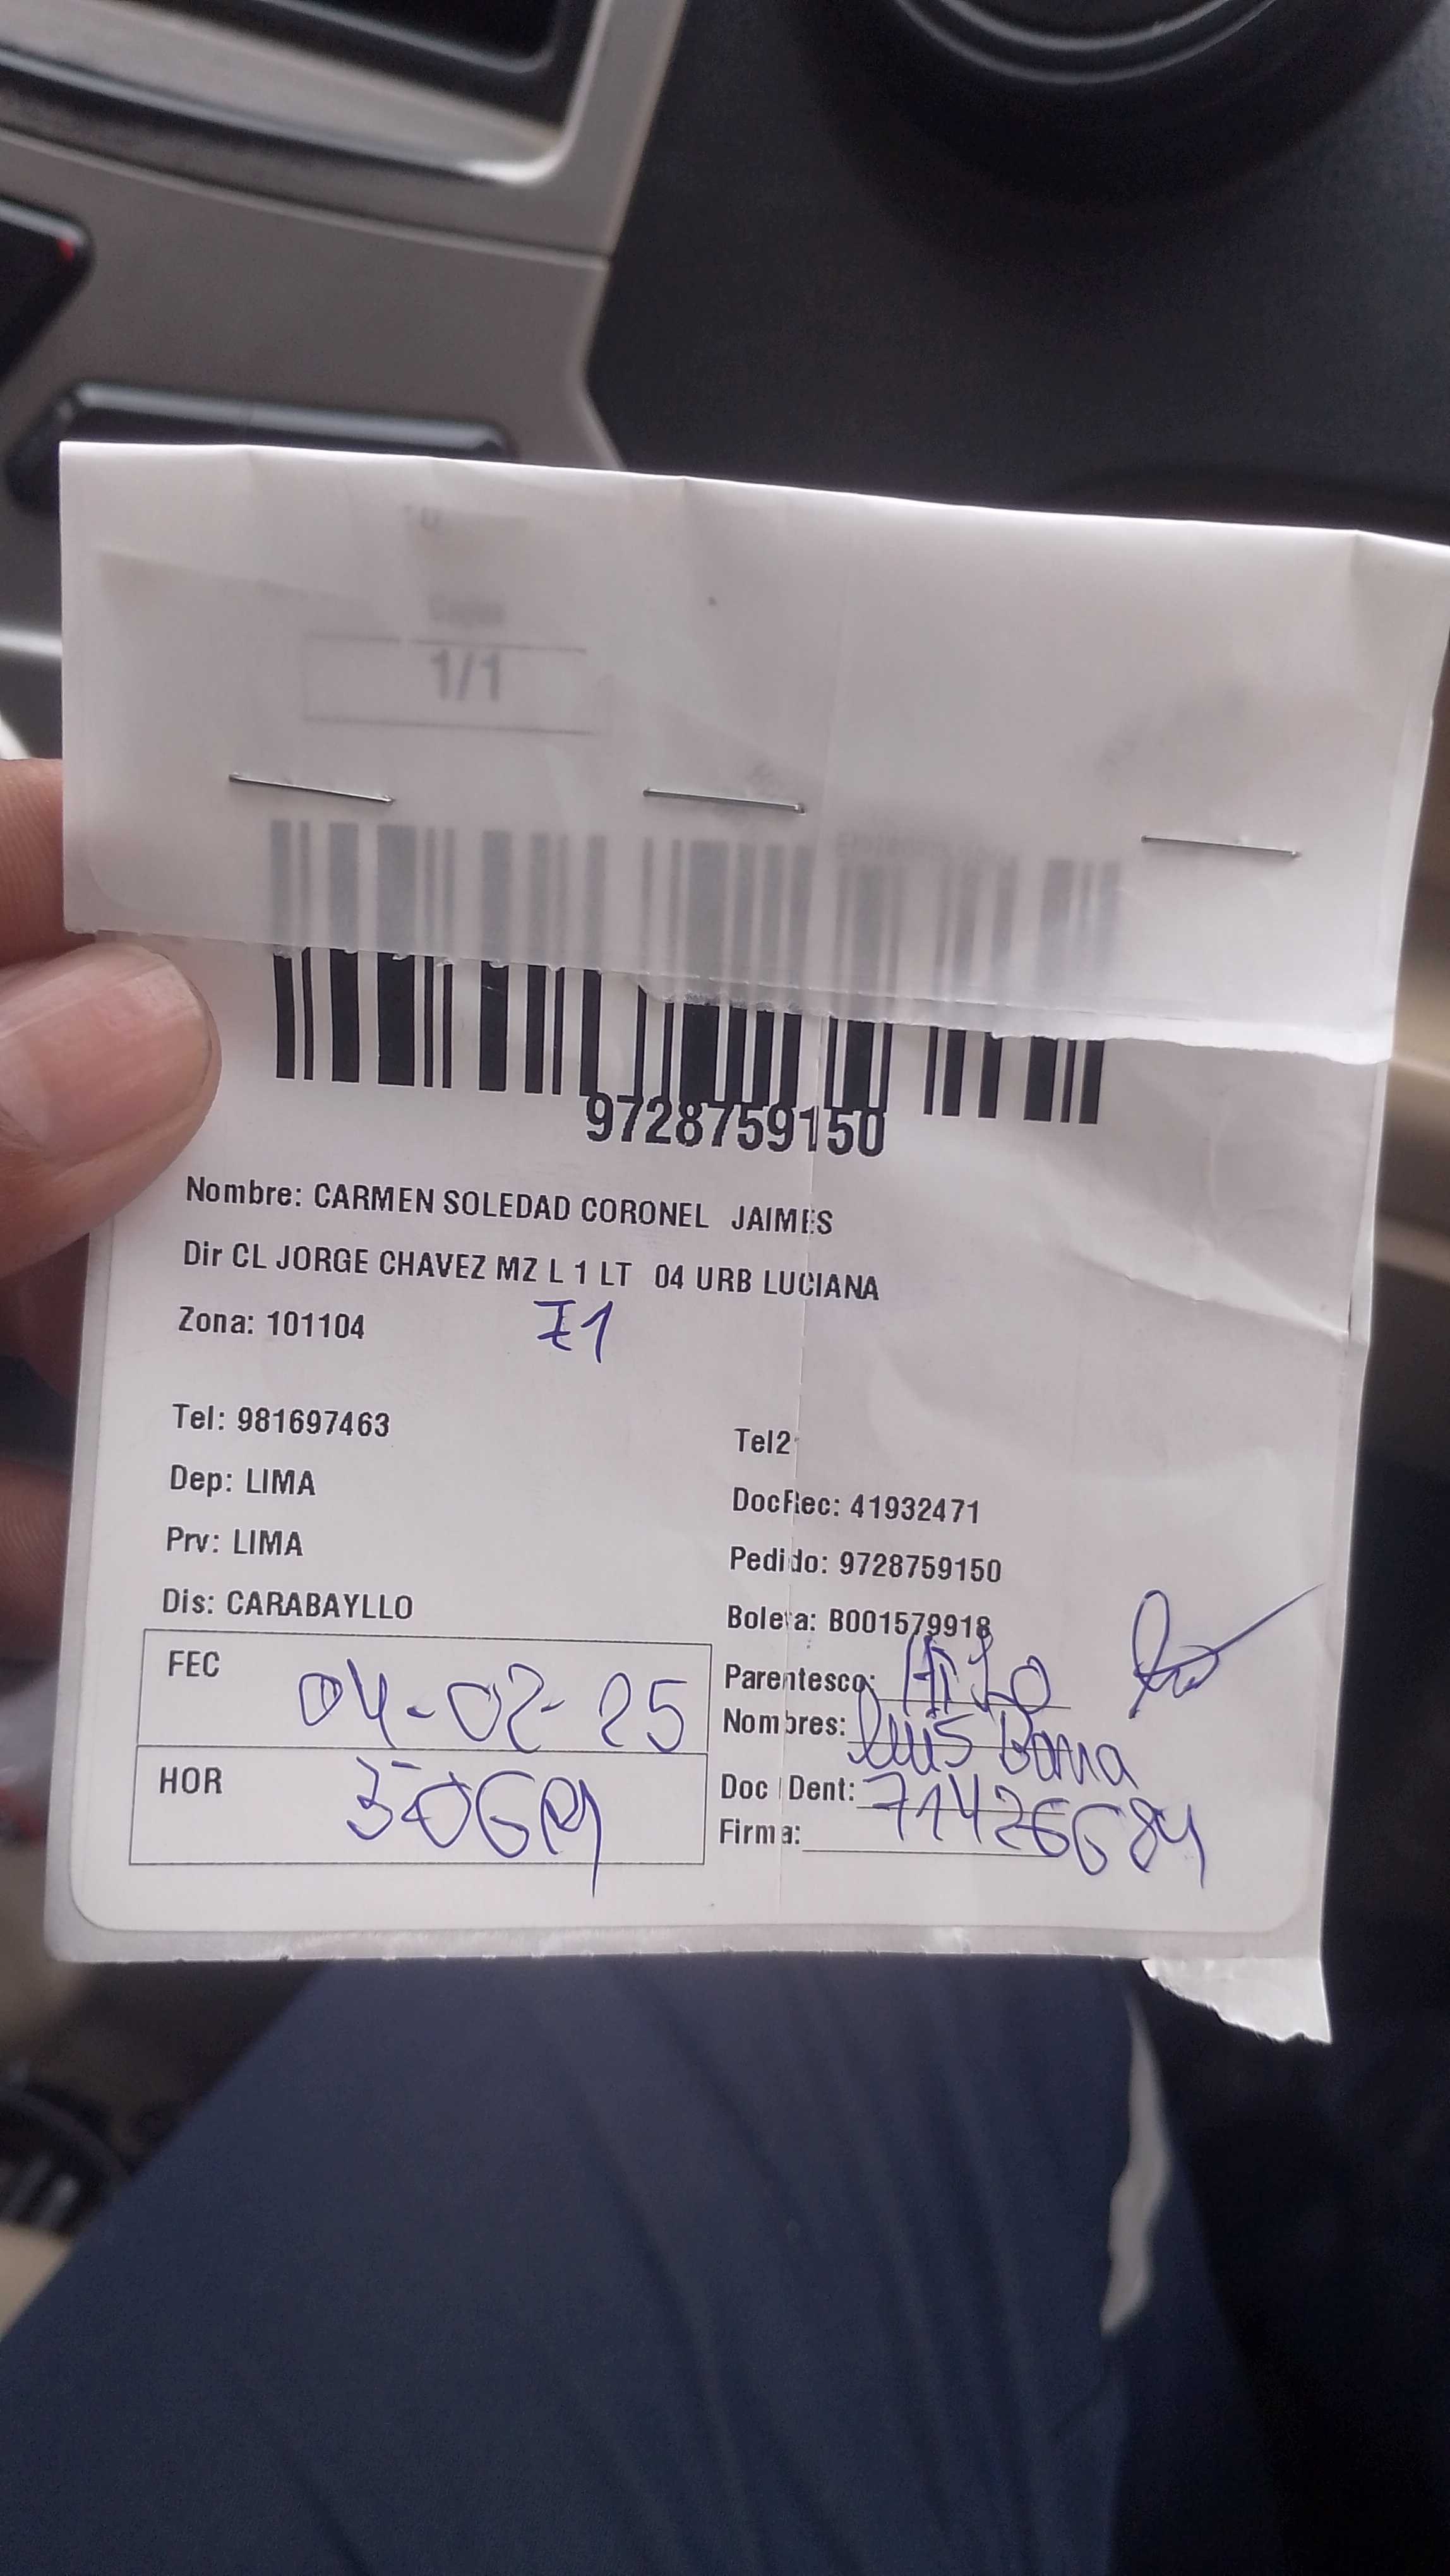 1/1
9728759150
Nombre: CARMEN SOLEDAD CORONEL JAIMES
Dir CL JORGE CHAVEZ MZ L 1 LT 04 URB LUCIANA
Zona: 101104
Z1
Tel: 981697463
Tel2
Dep: LIMA
DocRec: 41932471
Prv: LIMA
Pedido: 9728759150
Dis: CARABAYLLO
Boleta: B001579918
FEC 04-02-25
Parentesco:
Nombres: Luis
HOR
Doc Dent: 71426684
Firma: